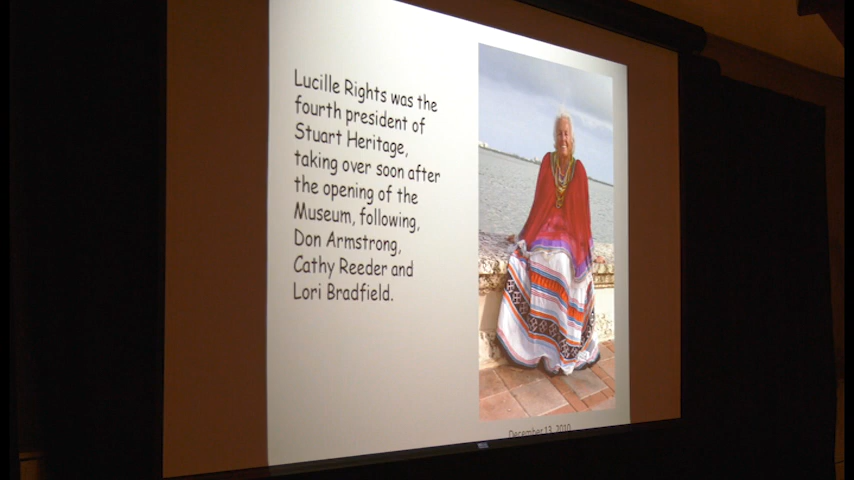 Lucille Rights was the
fourth president of
Stuart Heritage,
taking over soon after
the opening of the
Museum, following,
Don Armstrong,
Cathy Reeder and
Lori Bradfield.
December 13, 2010